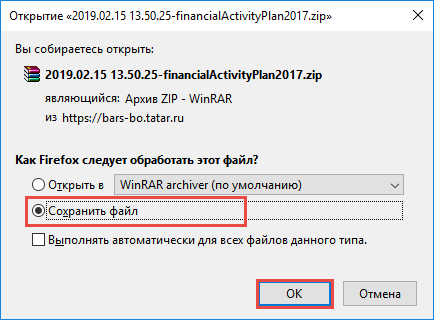 Открытие «2019.02.15 13.50.25-financialActivityPlan2017.zip»
Вы собираетесь открыть:
2019.02.15 13.50.25-financialActivityPlan2017.zip
являющийся: Архив ZIP - WinRAR
из https://bars-bo.tatar.ru
Как Firefox следует обработать этот файл?
Открыть в WinRAR archiver (по умолчанию)
Сохранить файл
Выполнять автоматически для всех файлов данного типа.
OK Отмена